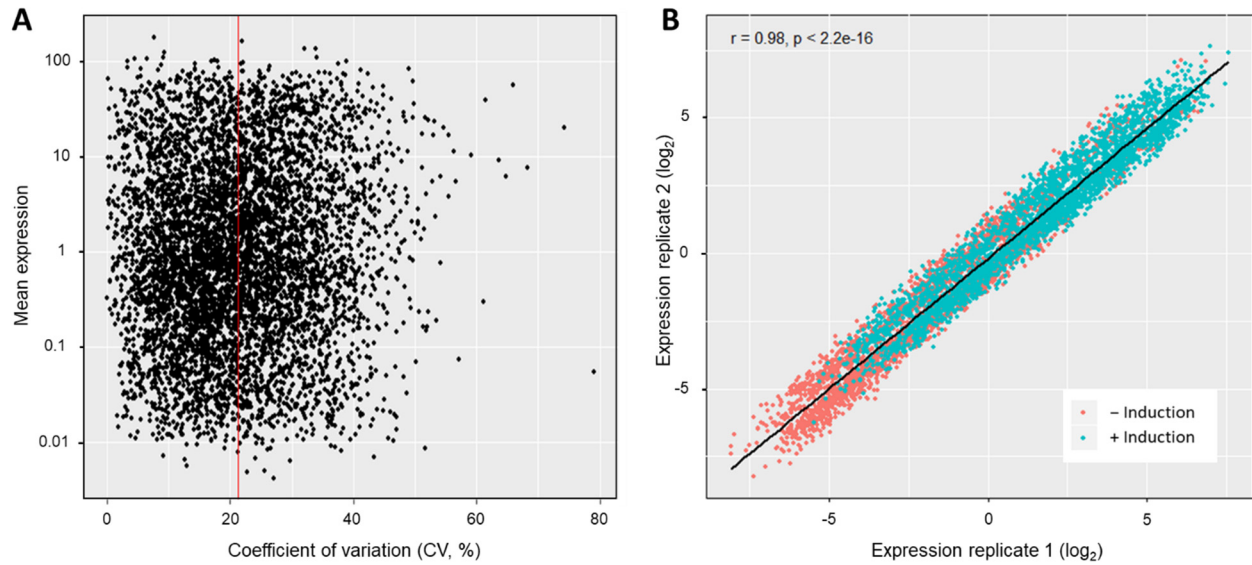 A
Mean expression
100
10
1
0.1
0.01
0
20
40
60
80
Coefficient of variation (CV, %)
B
r = 0.98, p < 2.2e-16
Expression replicate 2 (log₂)
5
0
-5
− Induction
+ Induction
-5
0
5
Expression replicate 1 (log₂)